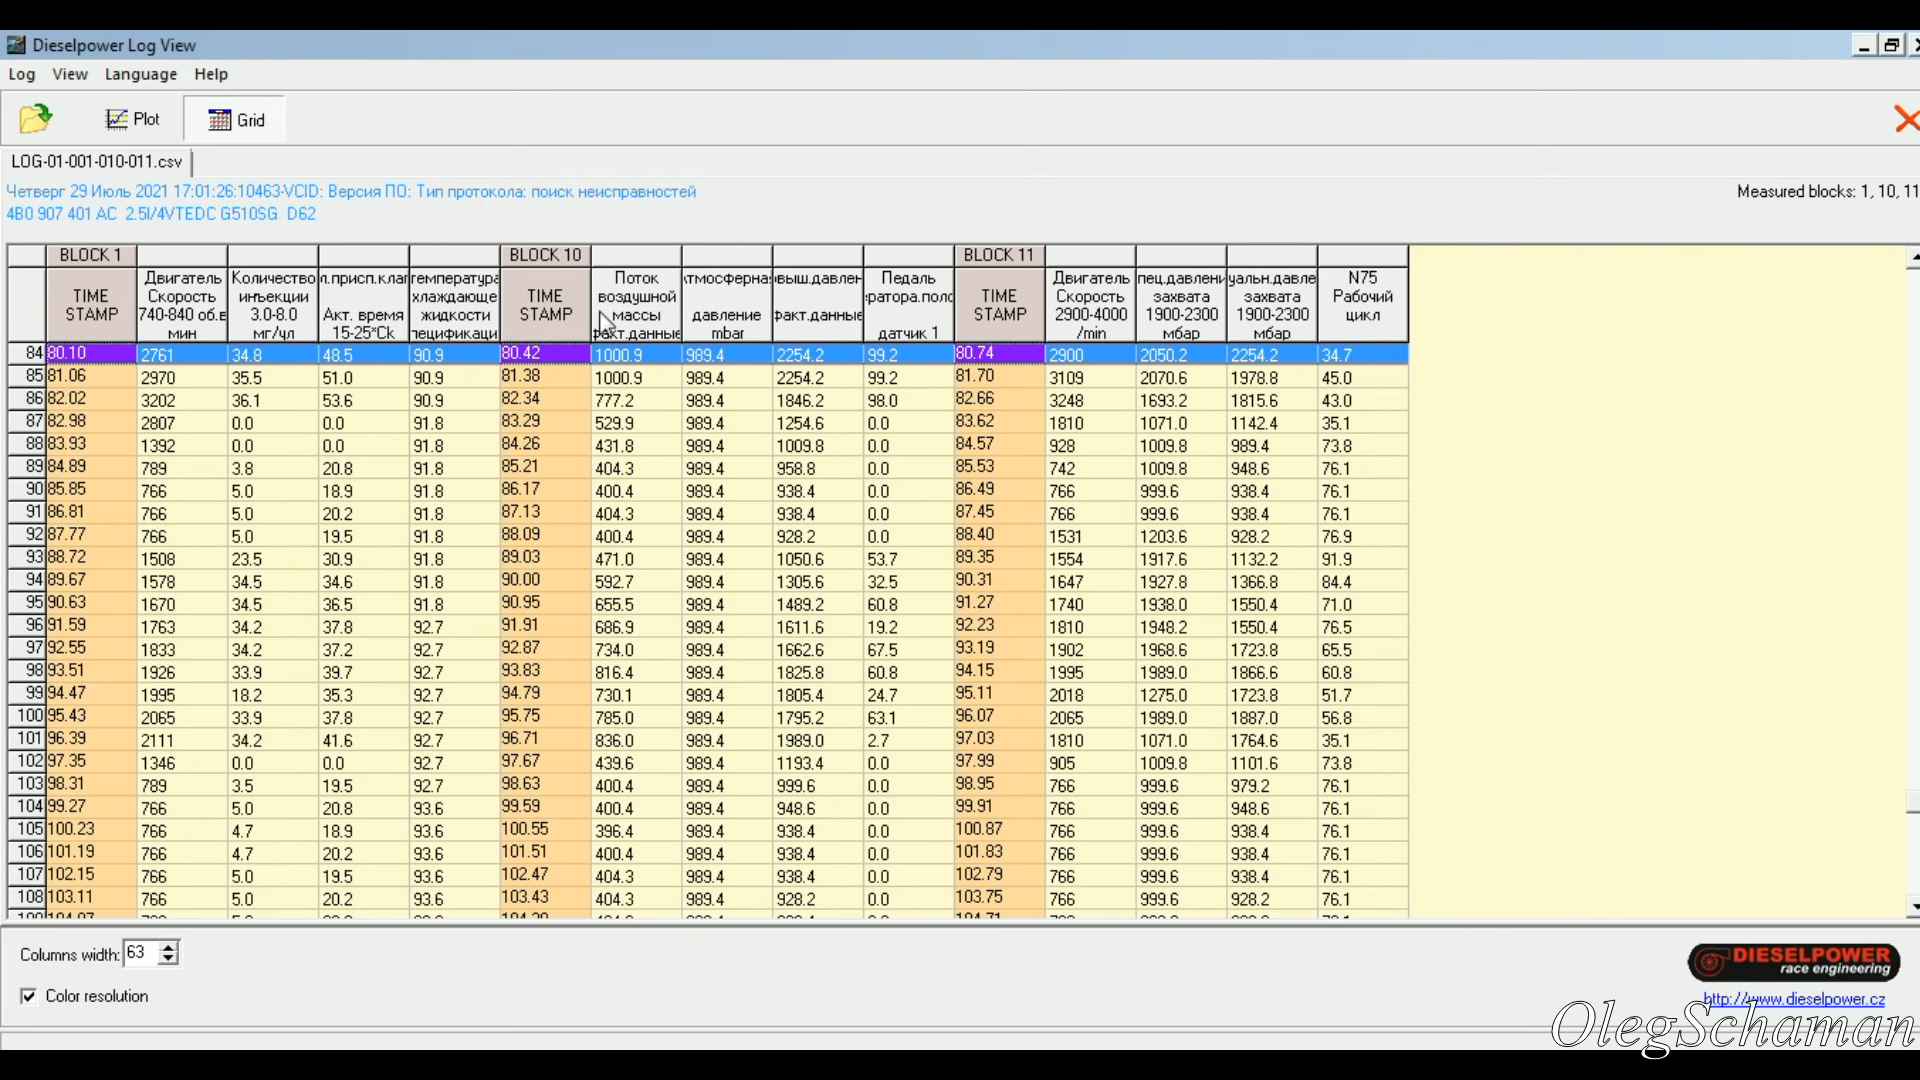 Dieselpower Log View
Log View Language Help
Plot Grid
LOG-01-001-010-011.csv
Четверг 29 Июль 2021 17:01:26:10463-VCID: Версия ПО: Тип протокола: поиск неисправностей
Measured blocks: 1, 10, 11
4B0 907 401 AC 2.5l/4VTEDC G510SG D62
BLOCK 1 BLOCK 10 BLOCK 11
TIME STAMP
Двигатель Скорость 740-840 об.в мин
Количество инъекции 3.0-8.0 мг/чл
л.присп.клаг Акт. время 15-25*Ck
температура хлаждающе жидкости пецификаци
TIME STAMP
Поток воздушной массы факт.данные
тмосферная давление mbar
выш.давлен факт.данные
Педаль ератора.поло датчик 1
TIME STAMP
Двигатель Скорость 2900-4000 /min
пец.давлени захвата 1900-2300 мбар
уальн.давле захвата 1900-2300 мбар
N75 Рабочий цикл
84 80.10 2761 34.8 48.5 90.9 80.42 1000.9 989.4 2254.2 99.2 80.74 2900 2050.2 2254.2 34.7
85 81.06 2970 35.5 51.0 90.9 81.38 1000.9 989.4 2254.2 99.2 81.70 3109 2070.6 1978.8 45.0
86 82.02 3202 36.1 53.6 90.9 82.34 777.2 989.4 1846.2 98.0 82.66 3248 1693.2 1815.6 43.0
87 82.98 2807 0.0 0.0 91.8 83.29 529.9 989.4 1254.6 0.0 83.62 1810 1071.0 1142.4 35.1
88 83.93 1392 0.0 0.0 91.8 84.26 431.8 989.4 1009.8 0.0 84.57 928 1009.8 989.4 73.8
89 84.89 789 3.8 20.8 91.8 85.21 404.3 989.4 958.8 0.0 85.53 742 1009.8 948.6 76.1
90 85.85 766 5.0 18.9 91.8 86.17 400.4 989.4 938.4 0.0 86.49 766 999.6 938.4 76.1
91 86.81 766 5.0 20.2 91.8 87.13 404.3 989.4 938.4 0.0 87.45 766 999.6 938.4 76.1
92 87.77 766 5.0 19.5 91.8 88.09 400.4 989.4 928.2 0.0 88.40 1531 1203.6 928.2 76.9
93 88.72 1508 23.5 30.9 91.8 89.03 471.0 989.4 1050.6 53.7 89.35 1554 1917.6 1132.2 91.9
94 89.67 1578 34.5 34.6 91.8 90.00 592.7 989.4 1305.6 32.5 90.31 1647 1927.8 1366.8 84.4
95 90.63 1670 34.5 36.5 91.8 90.95 655.5 989.4 1489.2 60.8 91.27 1740 1938.0 1550.4 71.0
96 91.59 1763 34.2 37.8 92.7 91.91 686.9 989.4 1611.6 19.2 92.23 1810 1948.2 1550.4 76.5
97 92.55 1833 34.2 37.2 92.7 92.87 734.0 989.4 1662.6 67.5 93.19 1902 1968.6 1723.8 65.5
98 93.51 1926 33.9 39.7 92.7 93.83 816.4 989.4 1825.8 60.8 94.15 1995 1989.0 1866.6 60.8
99 94.47 1995 18.2 35.3 92.7 94.79 730.1 989.4 1805.4 24.7 95.11 2018 1275.0 1723.8 51.7
100 95.43 2065 33.9 37.8 92.7 95.75 785.0 989.4 1795.2 63.1 96.07 2065 1989.0 1887.0 56.8
101 96.39 2111 34.2 41.6 92.7 96.71 836.0 989.4 1989.0 2.7 97.03 1810 1071.0 1764.6 35.1
102 97.35 1346 0.0 0.0 92.7 97.67 439.6 989.4 1193.4 0.0 97.99 905 1009.8 1101.6 73.8
103 98.31 789 3.5 19.5 92.7 98.63 400.4 989.4 999.6 0.0 98.95 766 999.6 979.2 76.1
104 99.27 766 5.0 20.8 93.6 99.59 400.4 989.4 948.6 0.0 99.91 766 999.6 948.6 76.1
105 100.23 766 4.7 18.9 93.6 100.55 396.4 989.4 938.4 0.0 100.87 766 999.6 938.4 76.1
106 101.19 766 4.7 20.2 93.6 101.51 400.4 989.4 938.4 0.0 101.83 766 999.6 938.4 76.1
107 102.15 766 5.0 19.5 93.6 102.47 404.3 989.4 938.4 0.0 102.79 766 999.6 938.4 76.1
108 103.11 766 5.0 20.2 93.6 103.43 404.3 989.4 928.2 0.0 103.75 766 999.6 928.2 76.1
Columns width: 63
Color resolution
DIESELPOWER
race engineering
http://www.dieselpower.cz
OlegSchaman